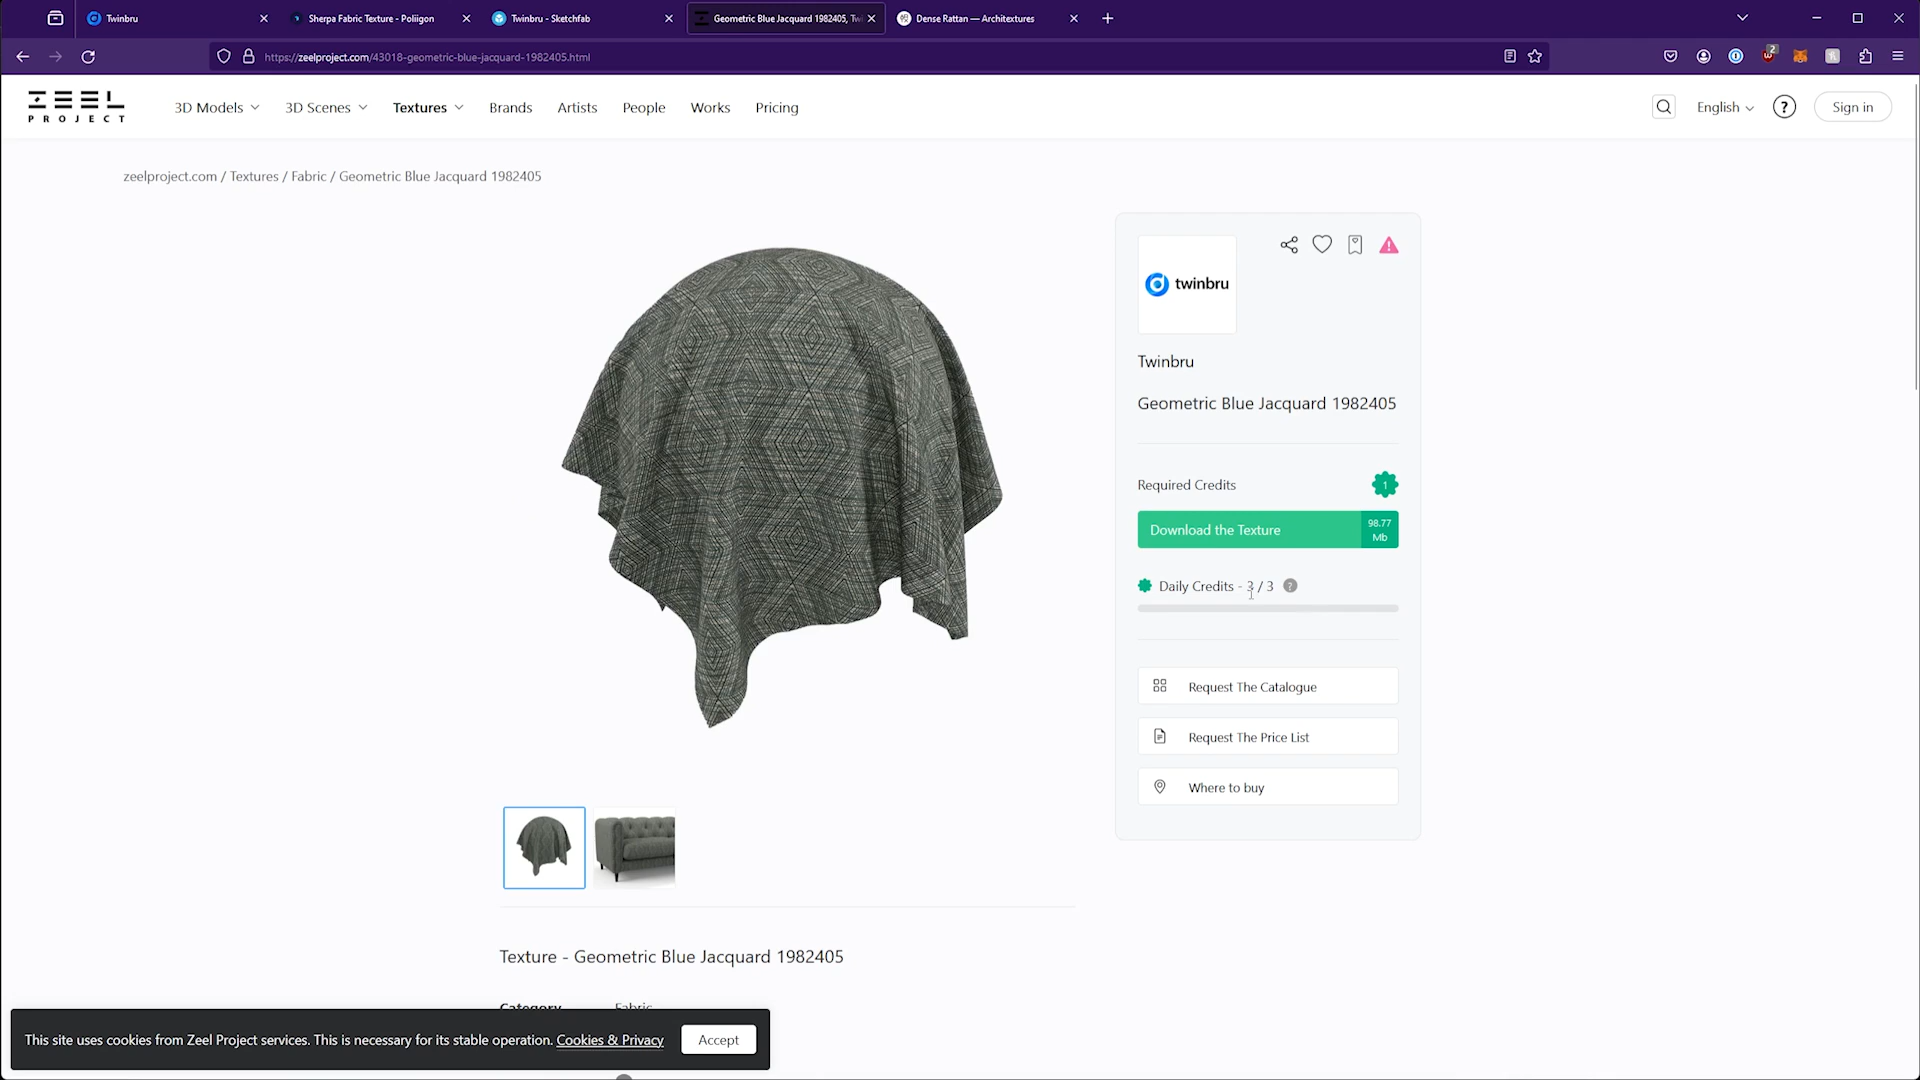 Twinbru
Sherpa Fabric Texture - Poliigon
Twinbru - Sketchfab
Geometric Blue Jacquard 1982405, Tw
Dense Rattan — Architextures
https://zeelproject.com/43018-geometric-blue-jacquard-1982405.html
2
ZEEL
PROJECT
3D Models
3D Scenes
Textures
Brands
Artists
People
Works
Pricing
English
?
Sign in
zeelproject.com / Textures / Fabric / Geometric Blue Jacquard 1982405
twinbru
Twinbru
Geometric Blue Jacquard 1982405
Required Credits
1
Download the Texture
98.77
Mb
Daily Credits - 3 / 3
?
Request The Catalogue
Request The Price List
Where to buy
Texture - Geometric Blue Jacquard 1982405
Category
Fabric
This site uses cookies from Zeel Project services. This is necessary for its stable operation. Cookies & Privacy
Accept